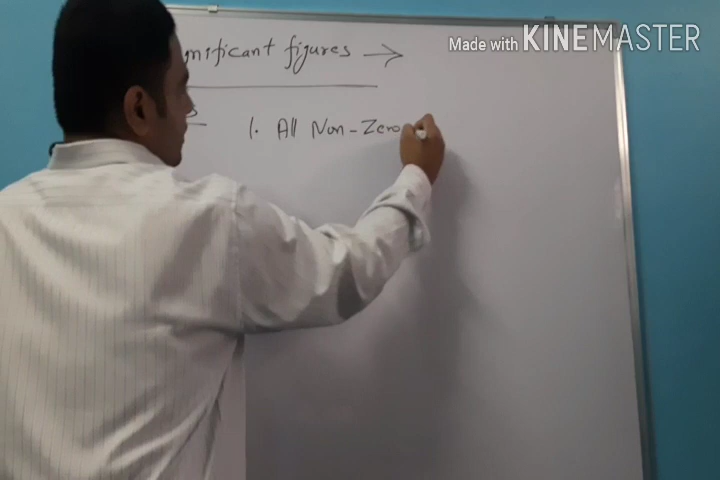 Made with KINEMASTER
nificant figures →
1. All Non-Zero